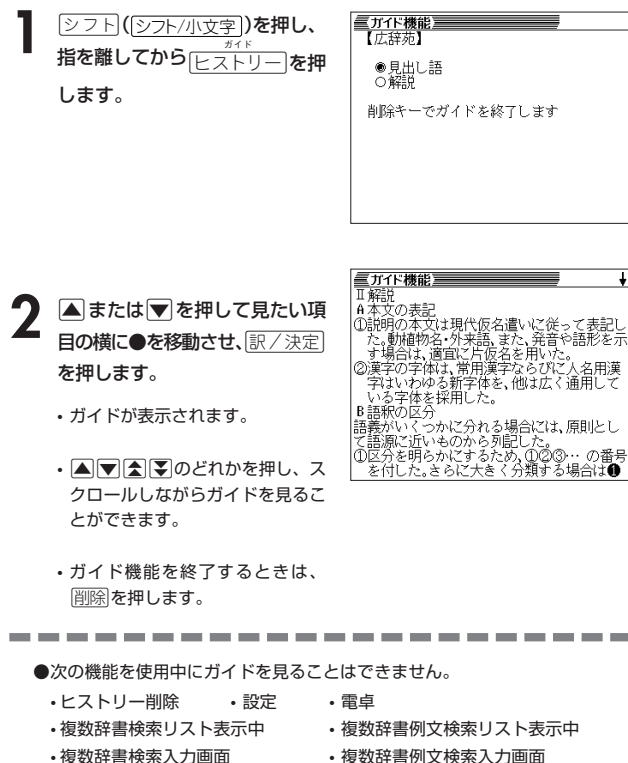 1 シフト(シフト/小文字)を押し、
指を離してからヒストリー(ガイド)を押
します。
ガイド機能
【広辞苑】
◉見出し語
○解説
削除キーでガイドを終了します
2 ▲または▼を押して見たい項
目の横に●を移動させ、訳/決定
を押します。
・ガイドが表示されます。
・▲▼のどれかを押し、ス
クロールしながらガイドを見るこ
とができます。
・ガイド機能を終了するときは、
削除を押します。
ガイド機能 ↓
Ⅱ解説
A本文の表記
①説明の本文は現代仮名遣いに従って表記し
た。動植物名・外来語、また、発音や語形を示
す場合は、適宜に片仮名を用いた。
②漢字の字体は、常用漢字ならびに人名用漢
字はいわゆる新字体を、他は広く通用して
いる字体を採用した。
B語釈の区分
語義がいくつかに分れる場合には、原則とし
て語源に近いものから列記した。
①区分を明らかにするため、①②③… の番号
を付した。さらに大きく分類する場合は❶
●次の機能を使用中にガイドを見ることはできません。
・ヒストリー削除 ・設定 ・電卓
・複数辞書検索リスト表示中 ・複数辞書例文検索リスト表示中
・複数辞書検索入力画面 ・複数辞書例文検索入力画面